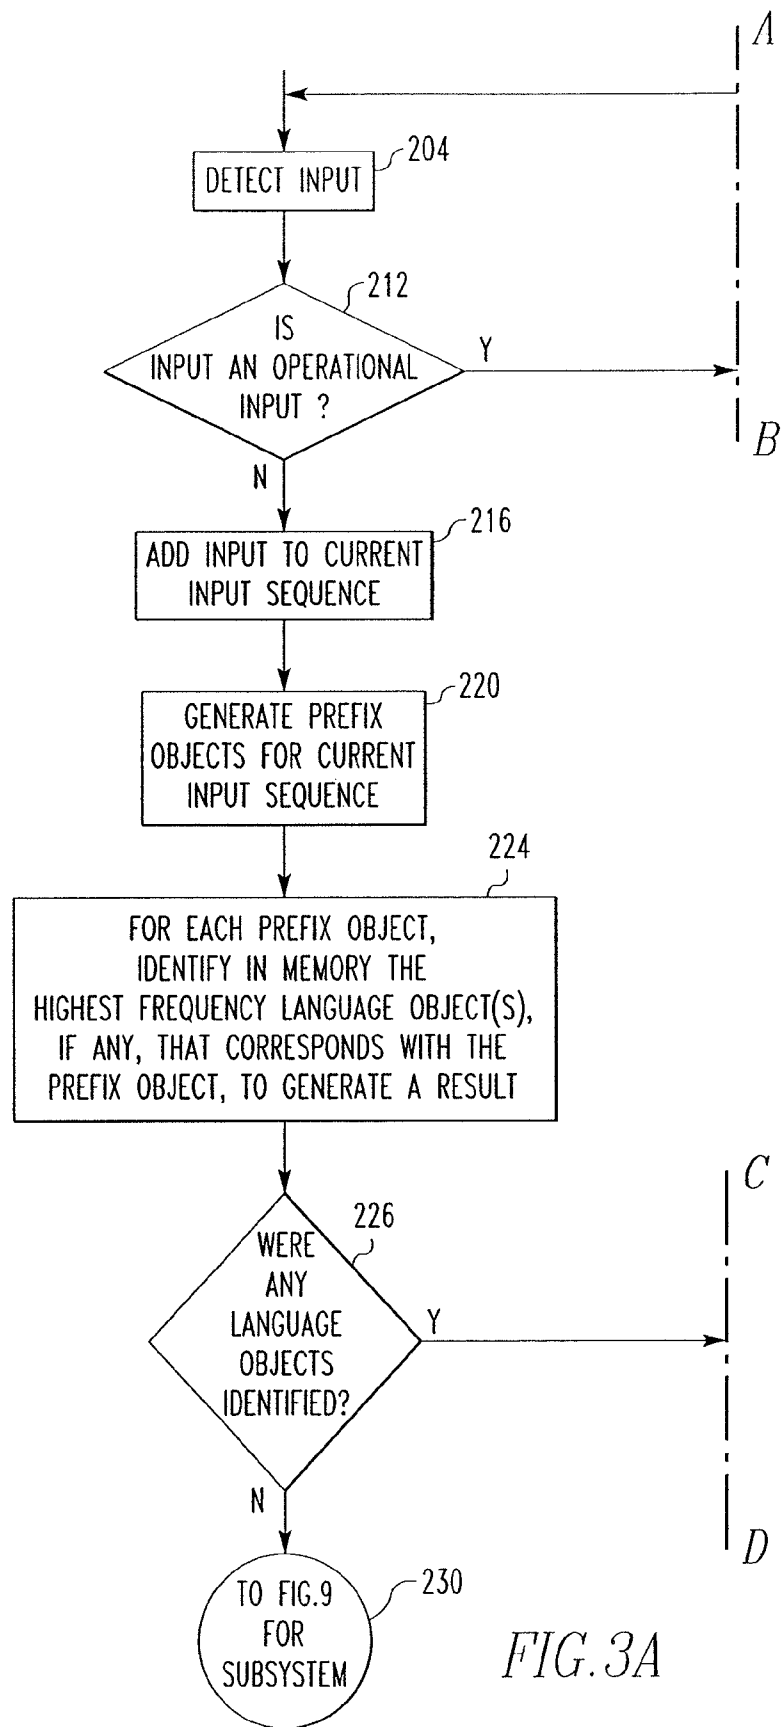 A
204
DETECT INPUT
212
IS
INPUT AN OPERATIONAL
INPUT ?
Y
B
N
216
ADD INPUT TO CURRENT
INPUT SEQUENCE
220
GENERATE PREFIX
OBJECTS FOR CURRENT
INPUT SEQUENCE
224
FOR EACH PREFIX OBJECT,
IDENTIFY IN MEMORY THE
HIGHEST FREQUENCY LANGUAGE OBJECT(S),
IF ANY, THAT CORRESPONDS WITH THE
PREFIX OBJECT, TO GENERATE A RESULT
C
226
WERE
ANY
LANGUAGE
OBJECTS
IDENTIFIED?
Y
N
D
230
TO FIG.9
FOR
SUBSYSTEM
FIG.3A